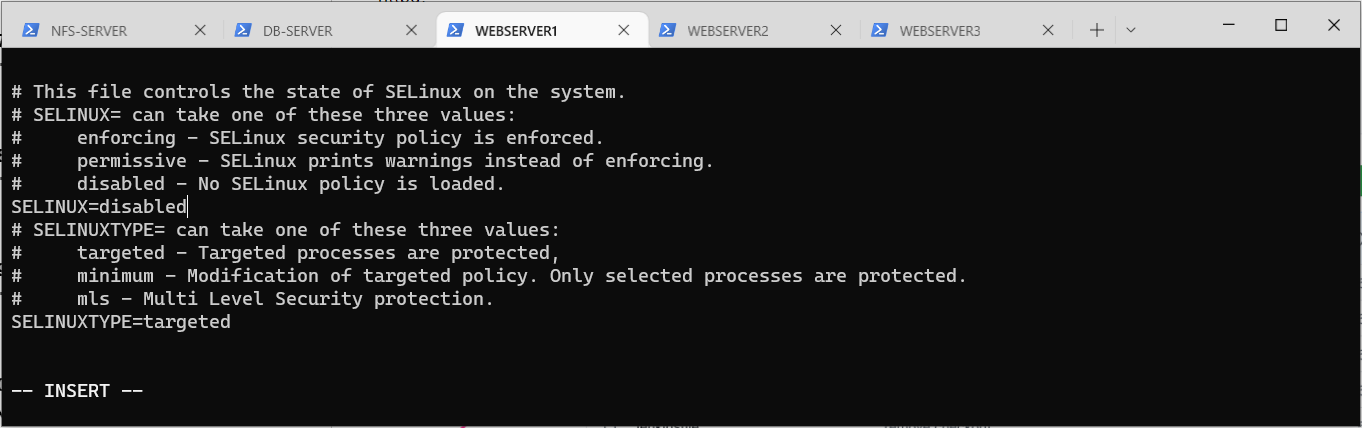 NFS-SERVER
DB-SERVER
WEBSERVER1
WEBSERVER2
WEBSERVER3
# This file controls the state of SELinux on the system.
# SELINUX= can take one of these three values:
#     enforcing - SELinux security policy is enforced.
#     permissive - SELinux prints warnings instead of enforcing.
#     disabled - No SELinux policy is loaded.
SELINUX=disabled
# SELINUXTYPE= can take one of these three values:
#     targeted - Targeted processes are protected,
#     minimum - Modification of targeted policy. Only selected processes are protected.
#     mls - Multi Level Security protection.
SELINUXTYPE=targeted
-- INSERT --